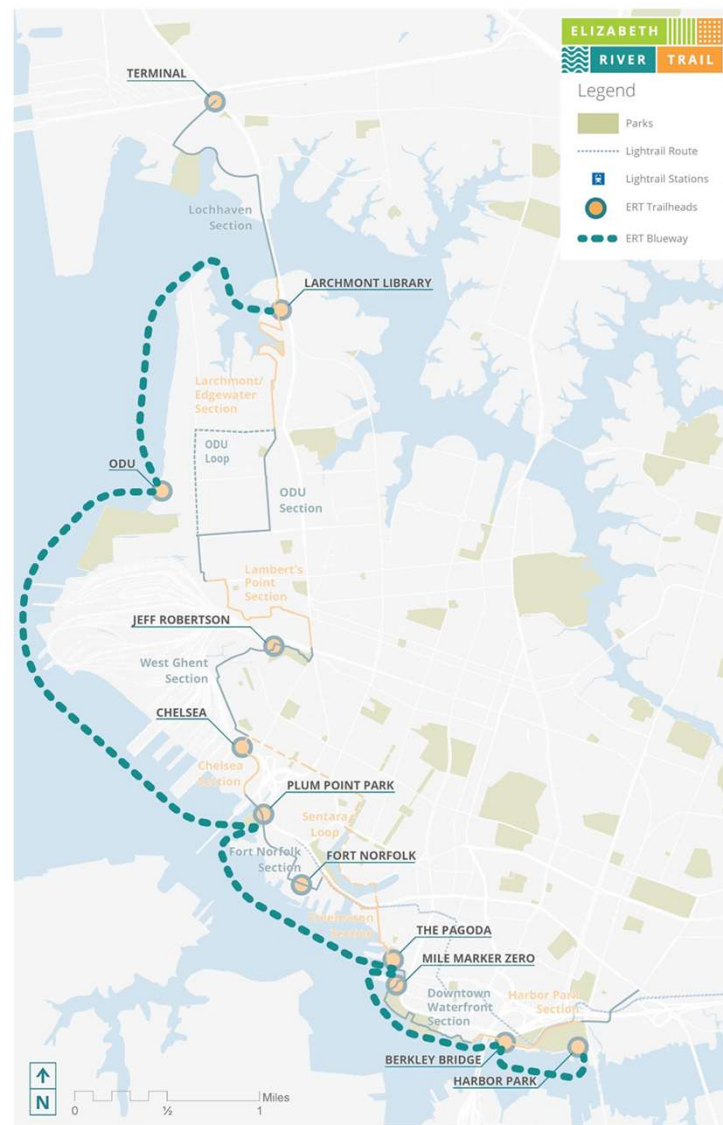 ELIZABETH
RIVER TRAIL
Legend
Parks
Lightrail Route
Lightrail Stations
ERT Trailheads
ERT Blueway
TERMINAL
Lochhaven
Section
LARCHMONT LIBRARY
Larchmont/
Edgewater
Section
ODU
Loop
ODU
ODU
Section
Lambert's
Point
Section
JEFF ROBERTSON
West Ghent
Section
CHELSEA
Chelsea
Section
PLUM POINT PARK
Sentara
Loop
Fort Norfolk
Section
FORT NORFOLK
Freemason
Section
THE PAGODA
MILE MARKER ZERO
Downtown
Waterfront
Section
Harbor Park
Section
BERKLEY BRIDGE
HARBOR PARK
N
Miles
0 ½ 1